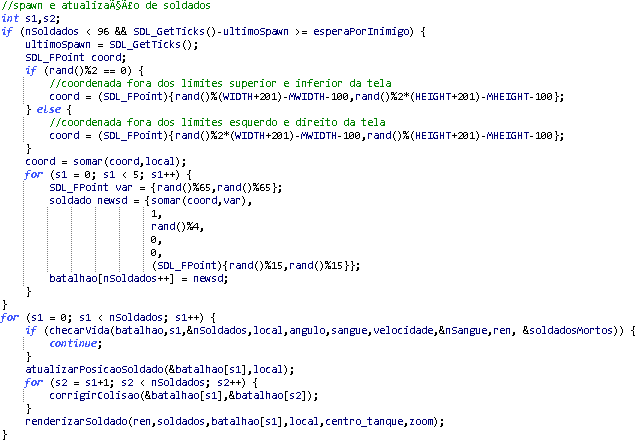 //spawn e atualizaÃ§Ã£o de soldados
int s1,s2;
if (nSoldados < 96 && SDL_GetTicks()-ultimoSpawn >= esperaPorInimigo) {
ultimoSpawn = SDL_GetTicks();
SDL_FPoint coord;
if (rand()%2 == 0) {
//coordenada fora dos limites superior e inferior da tela
coord = (SDL_FPoint){rand()%(WIDTH+201)-MWIDTH-100,rand()%2*(HEIGHT+201)-MHEIGHT-100};
} else {
//coordenada fora dos limites esquerdo e direito da tela
coord = (SDL_FPoint){rand()%2*(WIDTH+201)-MWIDTH-100,rand()%(HEIGHT+201)-MHEIGHT-100};
}
coord = somar(coord,local);
for (s1 = 0; s1 < 5; s1++) {
SDL_FPoint var = {rand()%65,rand()%65};
soldado newsd = {somar(coord,var),
1,
rand()%4,
0,
0,
(SDL_FPoint){rand()%15,rand()%15}};
batalhao[nSoldados++] = newsd;
}
}
for (s1 = 0; s1 < nSoldados; s1++) {
if (checarVida(batalhao,s1,&nSoldados,local,angulo,sangue,velocidade,&nSangue,ren, &soldadosMortos)) {
continue;
}
atualizarPosicaoSoldado(&batalhao[s1],local);
for (s2 = s1+1; s2 < nSoldados; s2++) {
corrigirColisao(&batalhao[s1],&batalhao[s2]);
}
renderizarSoldado(ren,soldados,batalhao[s1],local,centro_tanque,zoom);
}